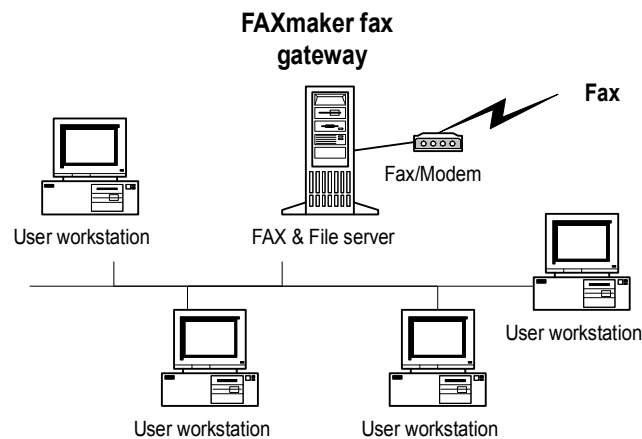 FAXmaker fax
gateway
Fax
Fax/Modem
User workstation
FAX & File server
User workstation
User workstation
User workstation